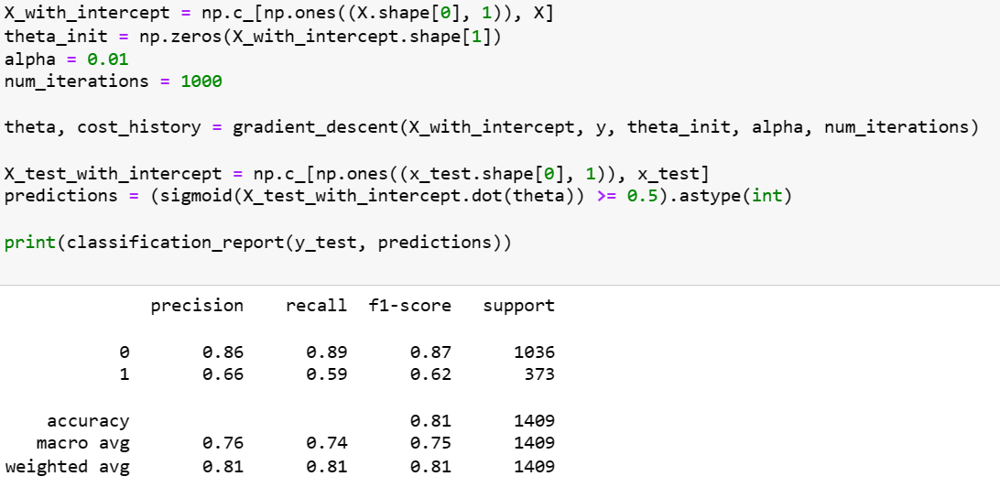 X_with_intercept = np.c_[np.ones((X.shape[0], 1)), X]
theta_init = np.zeros(X_with_intercept.shape[1])
alpha = 0.01
num_iterations = 1000
theta, cost_history = gradient_descent(X_with_intercept, y, theta_init, alpha, num_iterations)
X_test_with_intercept = np.c_[np.ones((x_test.shape[0], 1)), x_test]
predictions = (sigmoid(X_test_with_intercept.dot(theta)) >= 0.5).astype(int)
print(classification_report(y_test, predictions))
precision recall f1-score support
0 0.86 0.89 0.87 1036
1 0.66 0.59 0.62 373
accuracy 0.81 1409
macro avg 0.76 0.74 0.75 1409
weighted avg 0.81 0.81 0.81 1409